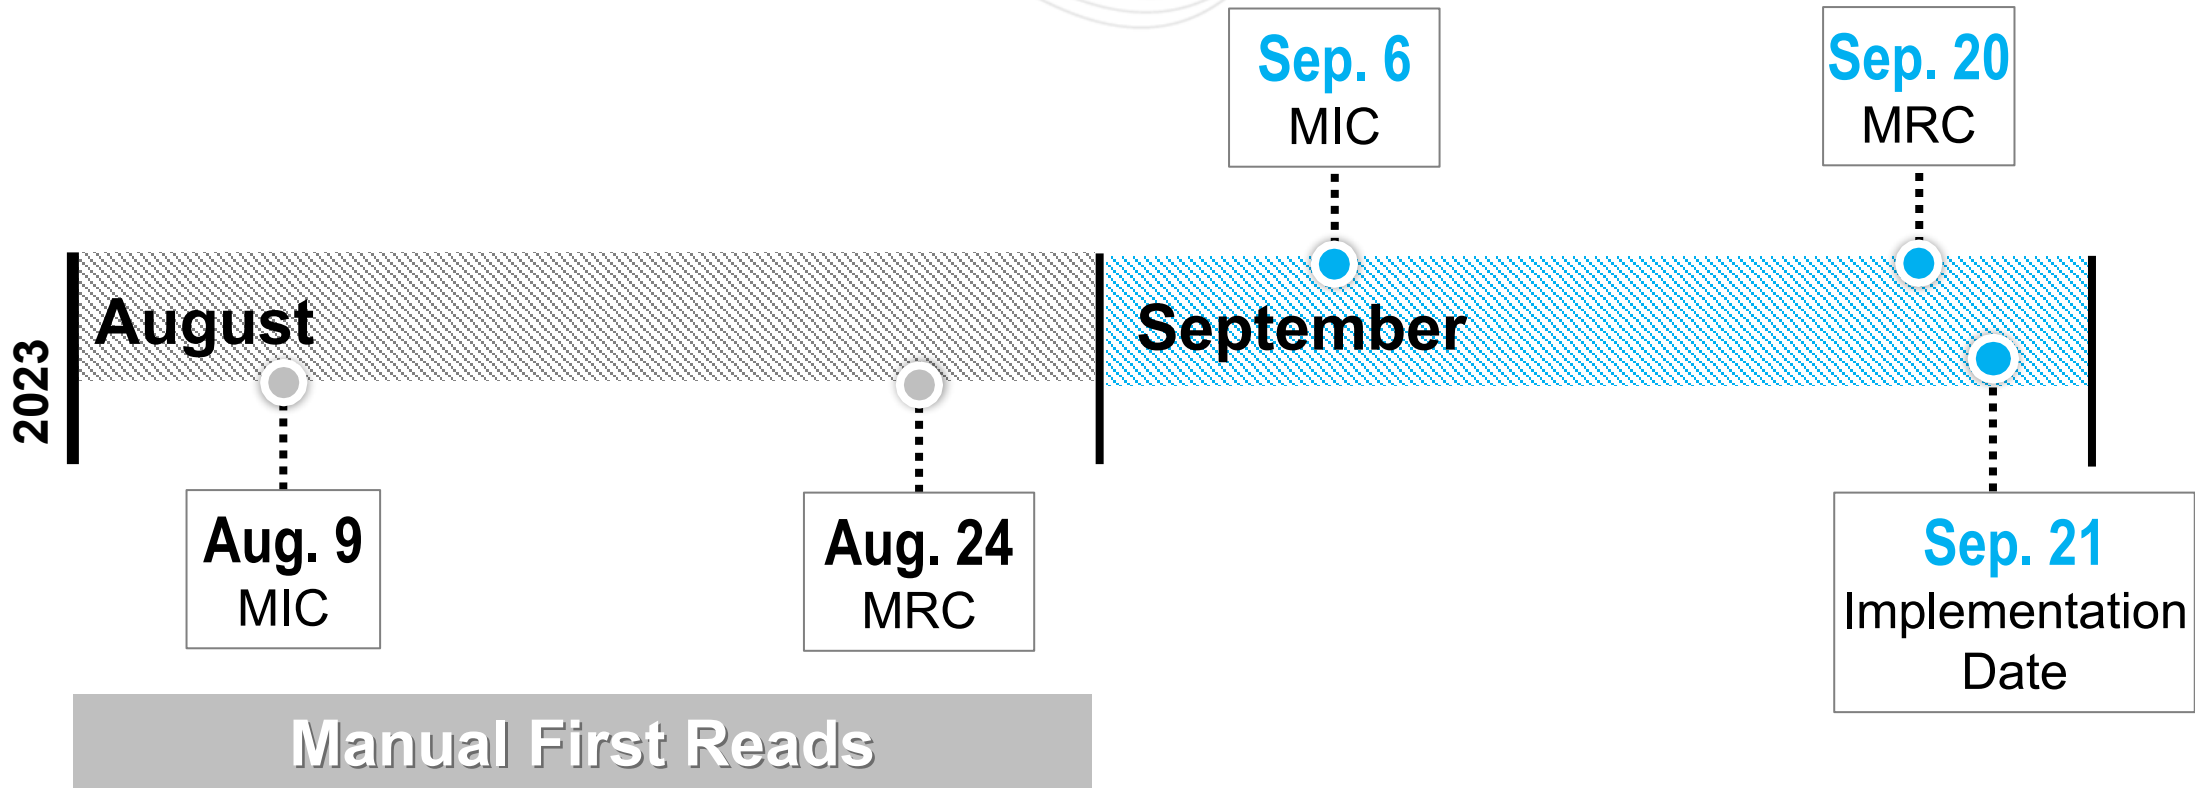 Sep. 6
MIC
Sep. 20
MRC
2023
August
September
Aug. 9
MIC
Aug. 24
MRC
Sep. 21
Implementation
Date
Manual First Reads